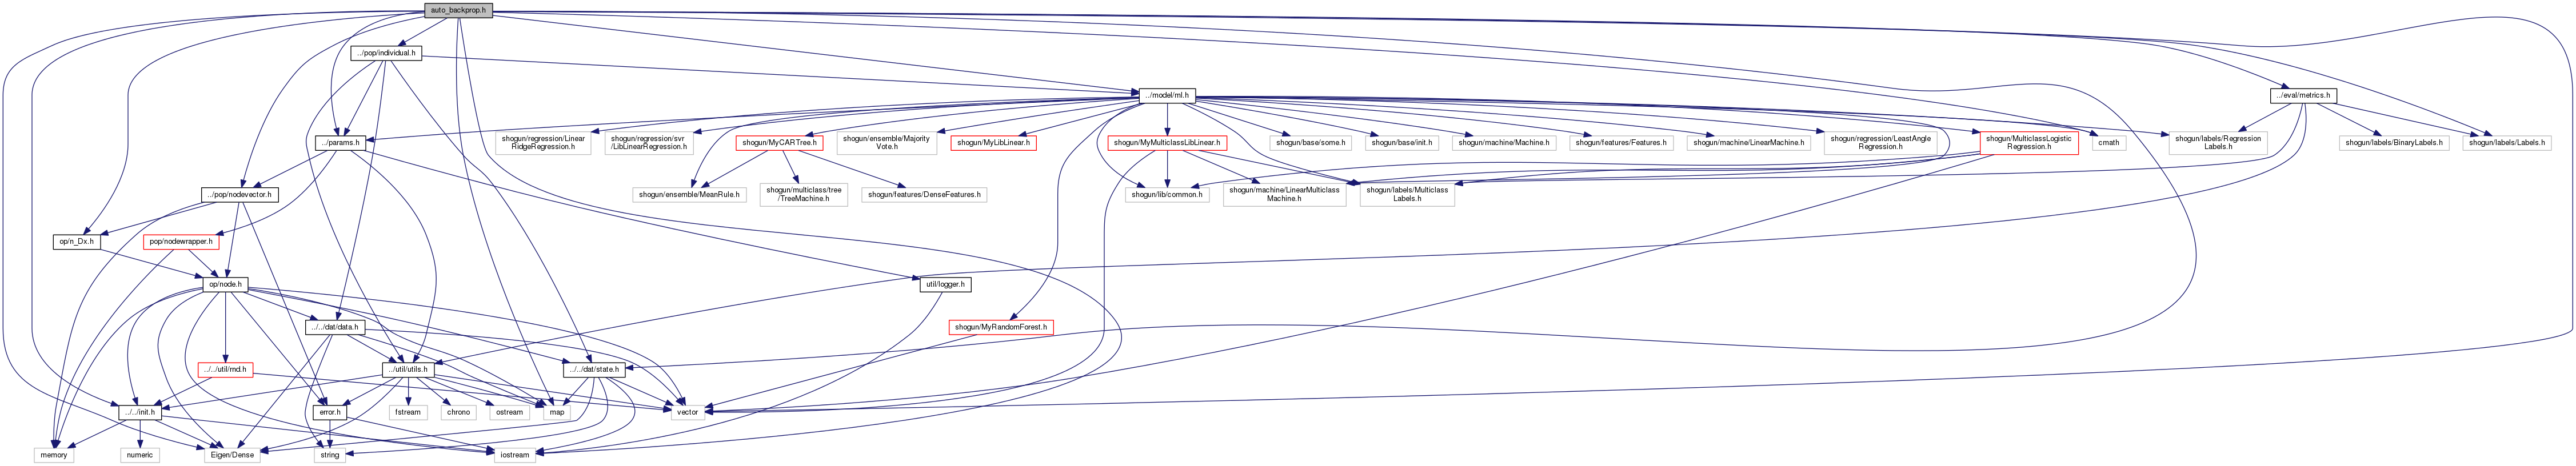 auto_backprop.h
../pop/individual.h
../model/ml.h
../eval/metrics.h
../params.h
shogun/regression/Linear
RidgeRegression.h
shogun/regression/svr
/LibLinearRegression.h
shogun/MyCARTree.h
shogun/ensemble/Majority
Vote.h
shogun/MyLibLinear.h
shogun/MyMulticlassLibLinear.h
shogun/base/some.h
shogun/base/init.h
shogun/machine/Machine.h
shogun/features/Features.h
shogun/machine/LinearMachine.h
shogun/regression/LeastAngle
Regression.h
shogun/MulticlassLogistic
Regression.h
cmath
shogun/labels/Regression
Labels.h
shogun/labels/BinaryLabels.h
shogun/labels/Labels.h
../pop/nodevector.h
shogun/ensemble/MeanRule.h
shogun/multiclass/tree
/TreeMachine.h
shogun/features/DenseFeatures.h
shogun/lib/common.h
shogun/machine/LinearMulticlass
Machine.h
shogun/labels/Multiclass
Labels.h
op/n_Dx.h
pop/nodewrapper.h
op/node.h
util/logger.h
../../dat/data.h
shogun/MyRandomForest.h
../../util/rnd.h
../util/utils.h
../../dat/state.h
../../init.h
error.h
fstream
chrono
ostream
map
vector
memory
numeric
Eigen/Dense
string
iostream